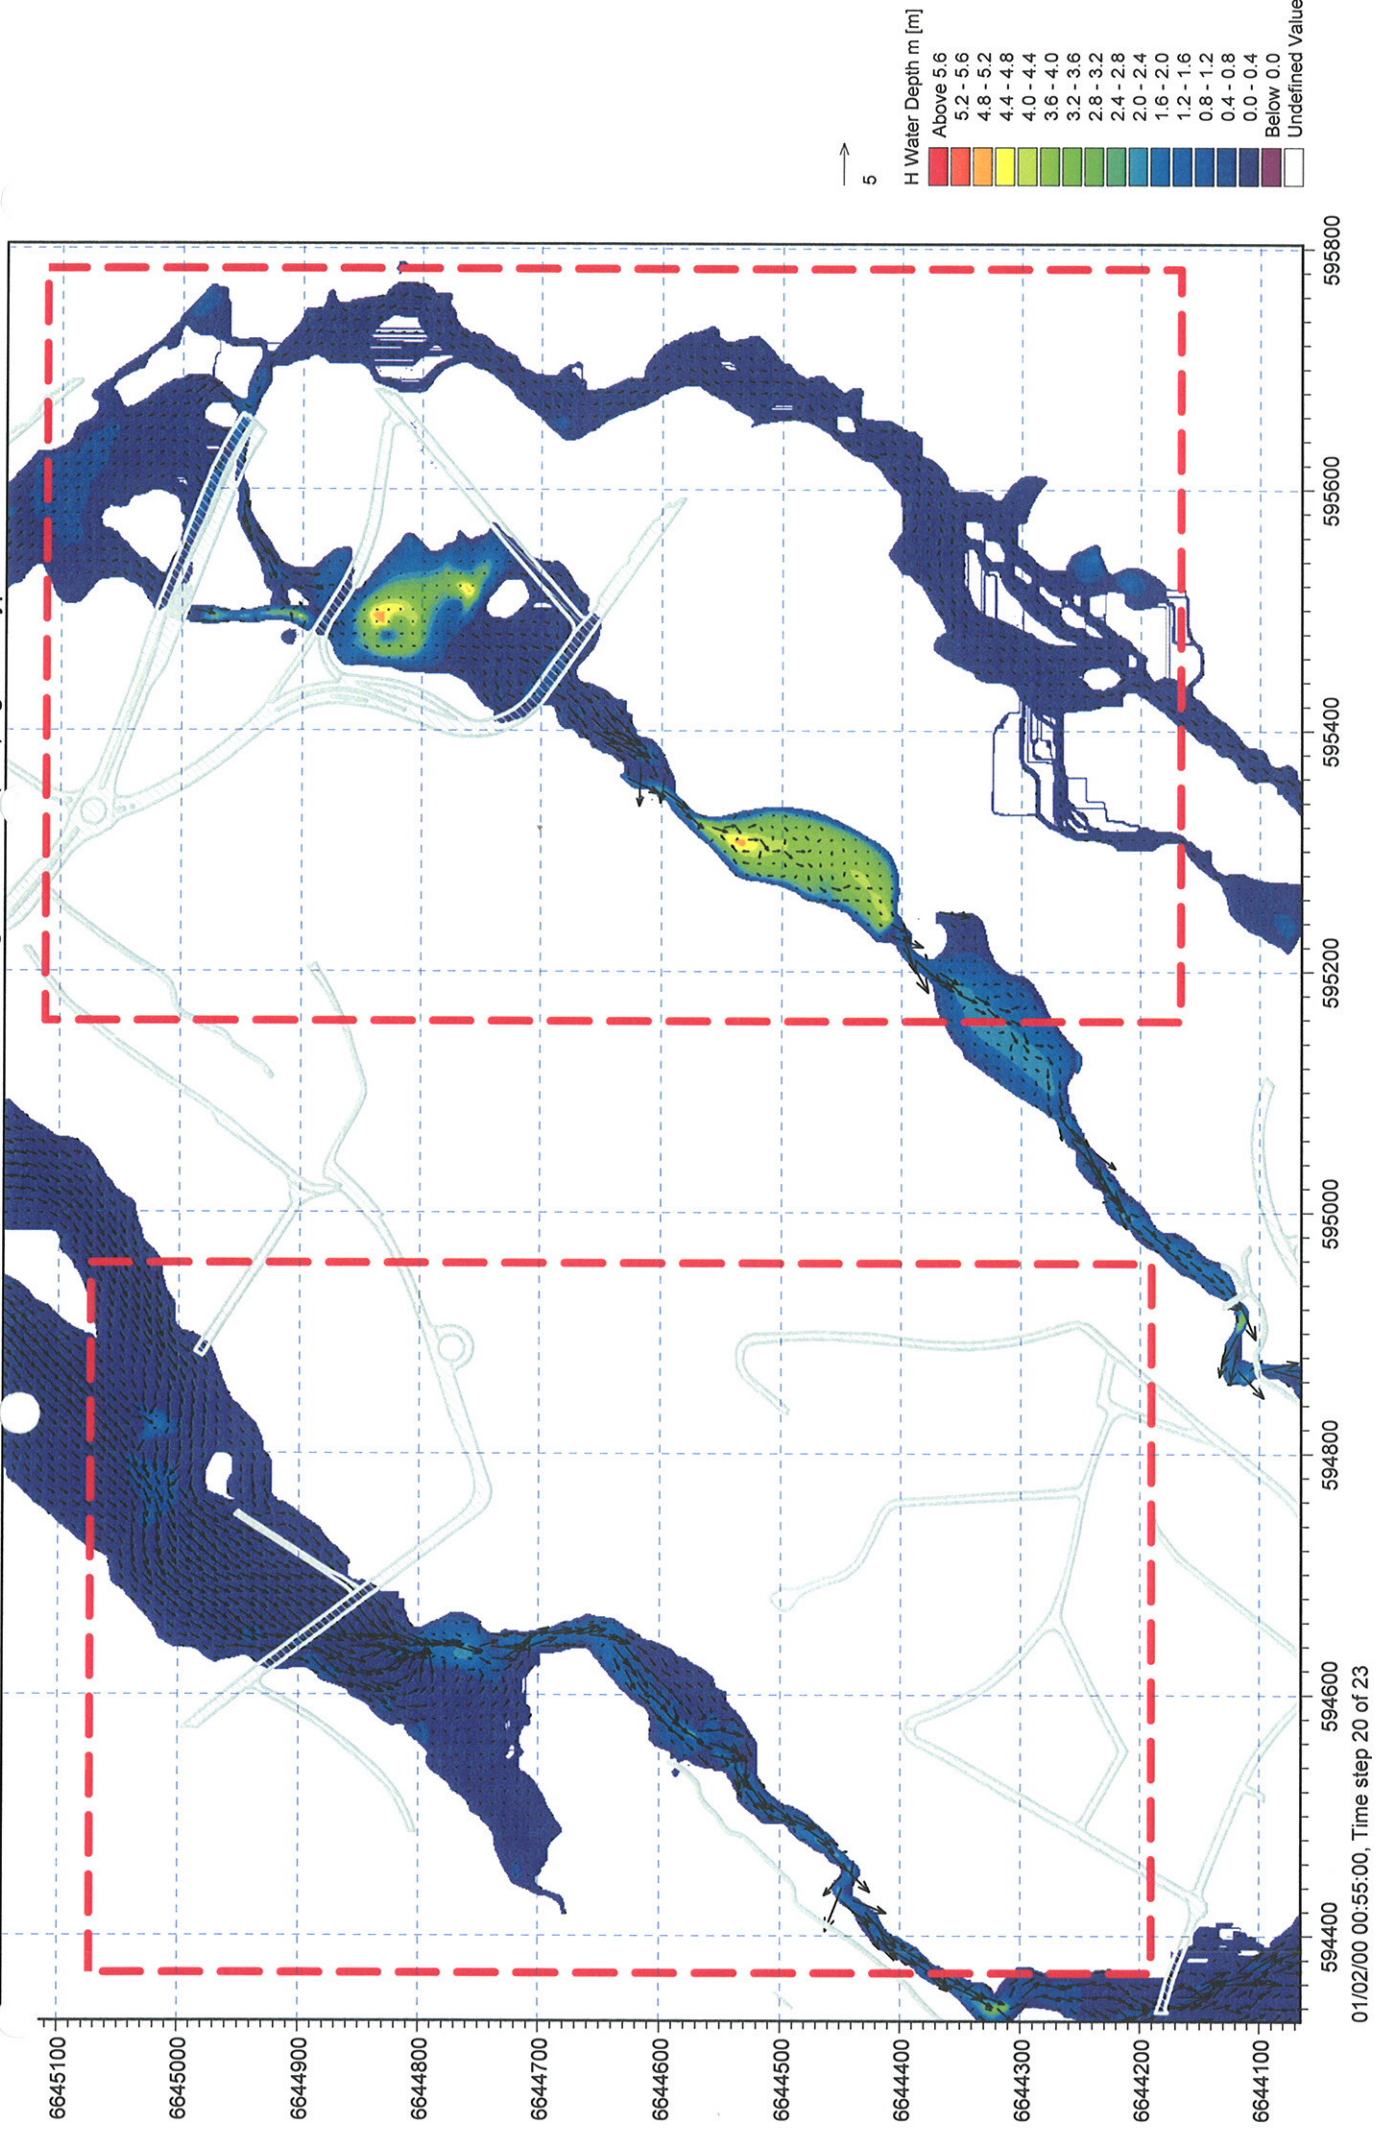 6645100
6645000
6644900
6644800
6644700
6644600
6644500
6644400
6644300
6644200
6644100
594400
594600
594800
595000
595200
595400
595600
595800
01/02/00 00:55:00, Time step 20 of 23
5
H Water Depth m [m]
Above 5.6
5.2 - 5.6
4.8 - 5.2
4.4 - 4.8
4.0 - 4.4
3.6 - 4.0
3.2 - 3.6
2.8 - 3.2
2.4 - 2.8
2.0 - 2.4
1.6 - 2.0
1.2 - 1.6
0.8 - 1.2
0.4 - 0.8
0.0 - 0.4
Below 0.0
Undefined Value